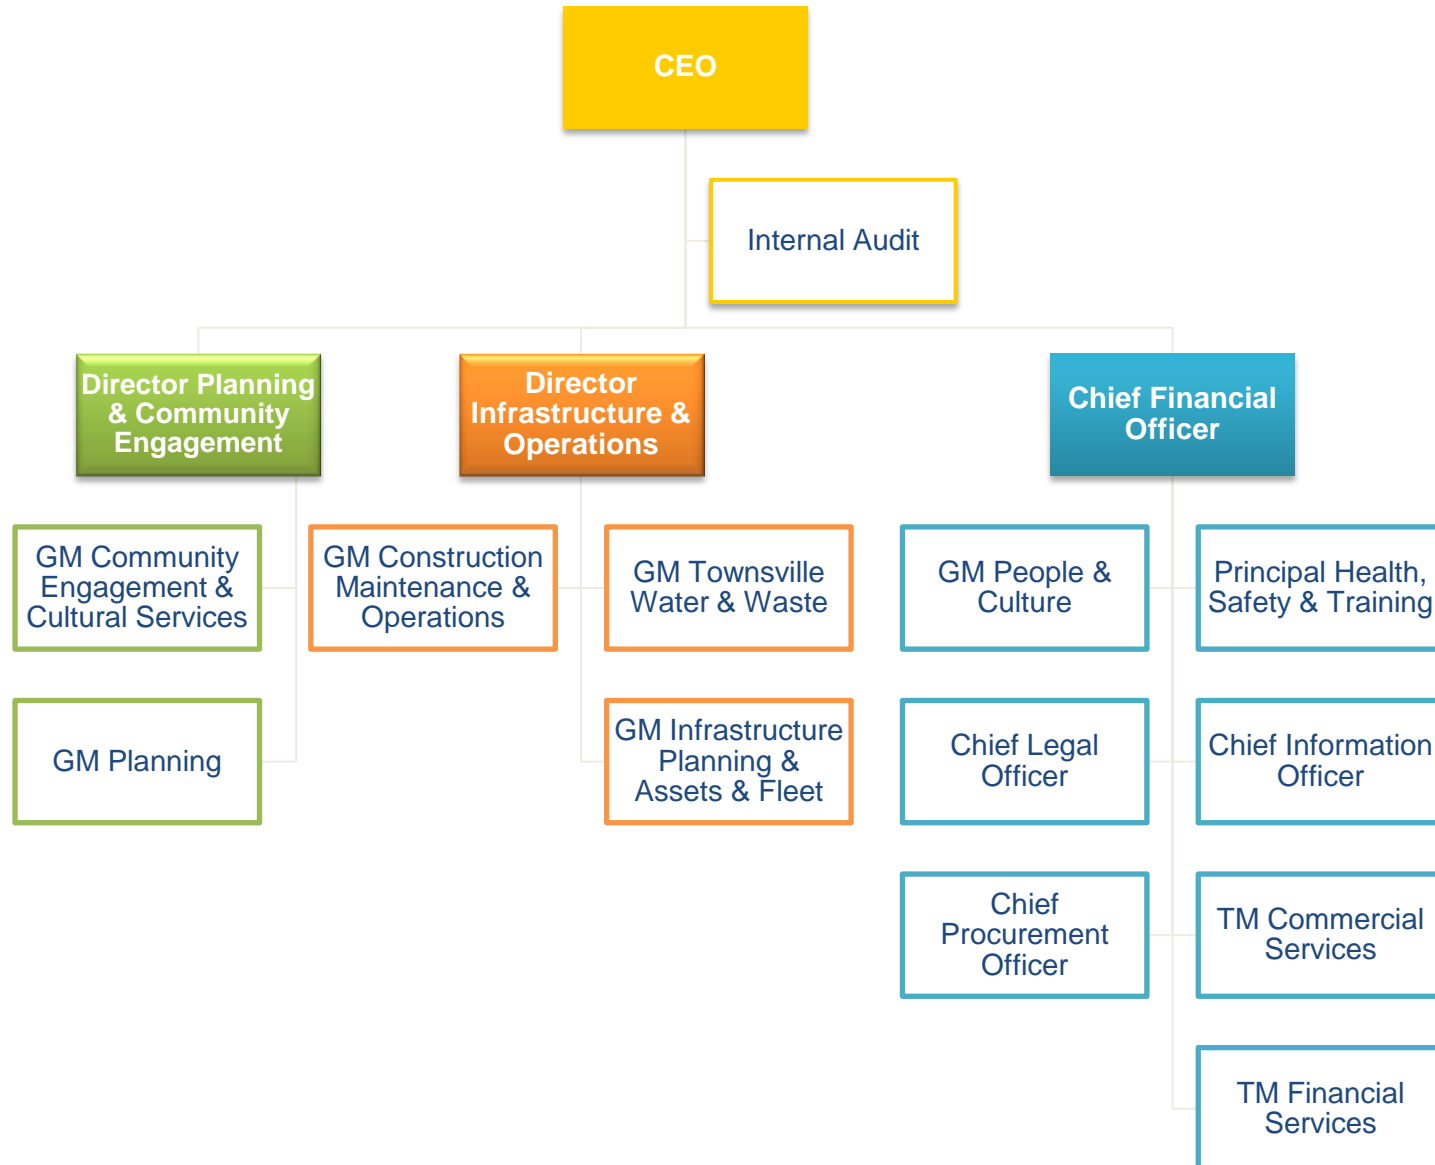 CEO
Internal Audit
Director Planning
& Community
Engagement
Director
Infrastructure &
Operations
Chief Financial
Officer
GM Community
Engagement &
Cultural Services
GM Construction
Maintenance &
Operations
GM Townsville
Water & Waste
GM People &
Culture
Principal Health,
Safety & Training
GM Planning
GM Infrastructure
Planning &
Assets & Fleet
Chief Legal
Officer
Chief Information
Officer
Chief
Procurement
Officer
TM Commercial
Services
TM Financial
Services